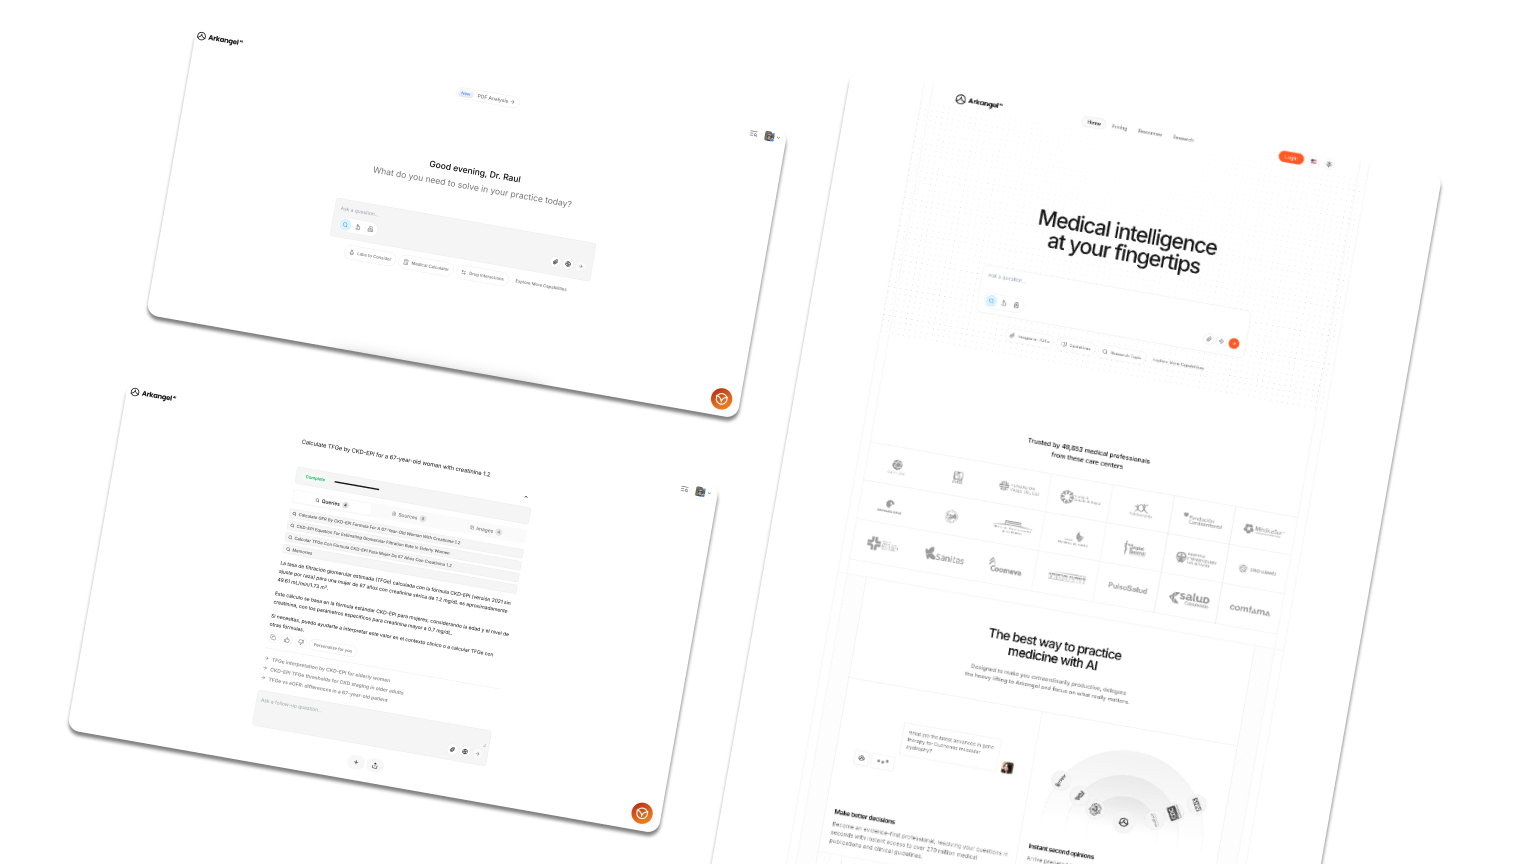 Arkangel AI
New PDF Analysis →
Good evening, Dr. Raul
What do you need to solve in your practice today?
Ask a question...
Labs to Consider
Medical Calculator
Drug Interactions
Explore More Capabilities
Arkangel AI
Calculate TFGe by CKD-EPI for a 67-year-old woman with creatinine 1.2
Complete
Queries 4
Sources
Images
Calculate GFR By CKD-EPI Formula For A 67-Year-Old Woman With Creatinine 1.2
CKD-EPI Equation For Estimating Glomerular Filtration Rate In Elderly Women
Calcular TFGe Con Fórmula CKD-EPI Para Mujer De 67 Años Con Creatinina 1.2
Memories
La tasa de filtración glomerular estimada (TFGe) calculada con la fórmula CKD-EPI (versión 2021 sin
ajuste por raza) para una mujer de 67 años con creatinina sérica de 1.2 mg/dL es aproximadamente
49.61 mL/min/1.73 m².
Este cálculo se basa en la fórmula estándar CKD-EPI para mujeres, considerando la edad y el nivel de
creatinina, con los parámetros específicos para creatinina mayor a 0.7 mg/dL.
Si necesitas, puedo ayudarte a interpretar este valor en el contexto clínico o a calcular TFGe con
otras fórmulas.
Personalize for you
TFGe interpretation by CKD-EPI for elderly women
CKD-EPI TFGe thresholds for CKD staging in older adults
TFGe vs eGFR: differences in a 67-year-old patient
Ask a follow-up question...
Arkangel AI
Home
Pricing
Resources
Research
Login
Medical intelligence
at your fingertips
Ask a question...
Guidelines
Research Topic
Explore More Capabilities
Trusted by 48,653 medical professionals
from these care centers
Fundación
Cardioinfantil
Sanitas
Coomeva
PulsoSalud
salud
comfama
The best way to practice
medicine with AI
Designed to make you extraordinarily productive, delegate
the heavy lifting to Arkangel and focus on what really matters.
What are the latest advances in gene
therapy for Duchenne muscular
dystrophy?
Make better decisions
Become an evidence-first professional, resolving your questions in
seconds with recent access to over 270 million medical
publications and clinical guidelines.
Instant second opinions